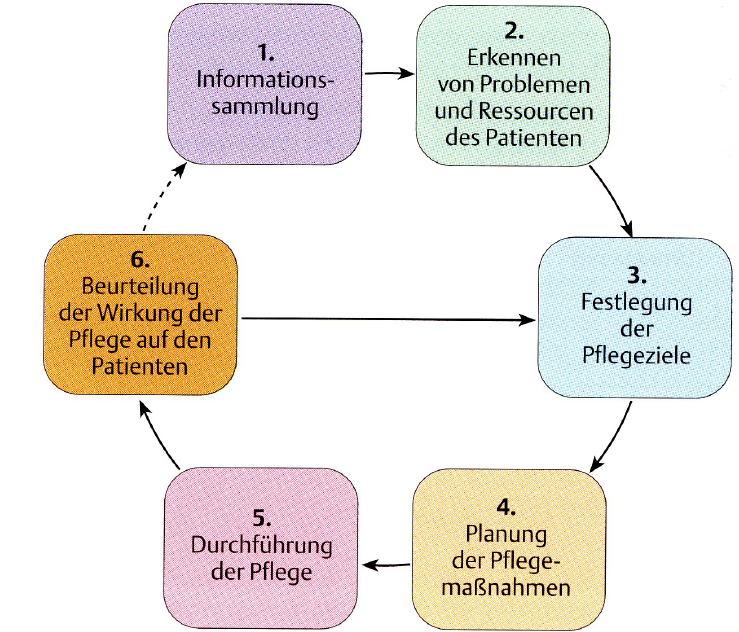 1.
Informations-
sammlung
2.
Erkennen
von Problemen
und Ressourcen
des Patienten
3.
Festlegung
der
Pflegeziele
4.
Planung
der Pflege-
maßnahmen
5.
Durchführung
der Pflege
6.
Beurteilung
der Wirkung der
Pflege auf den
Patienten